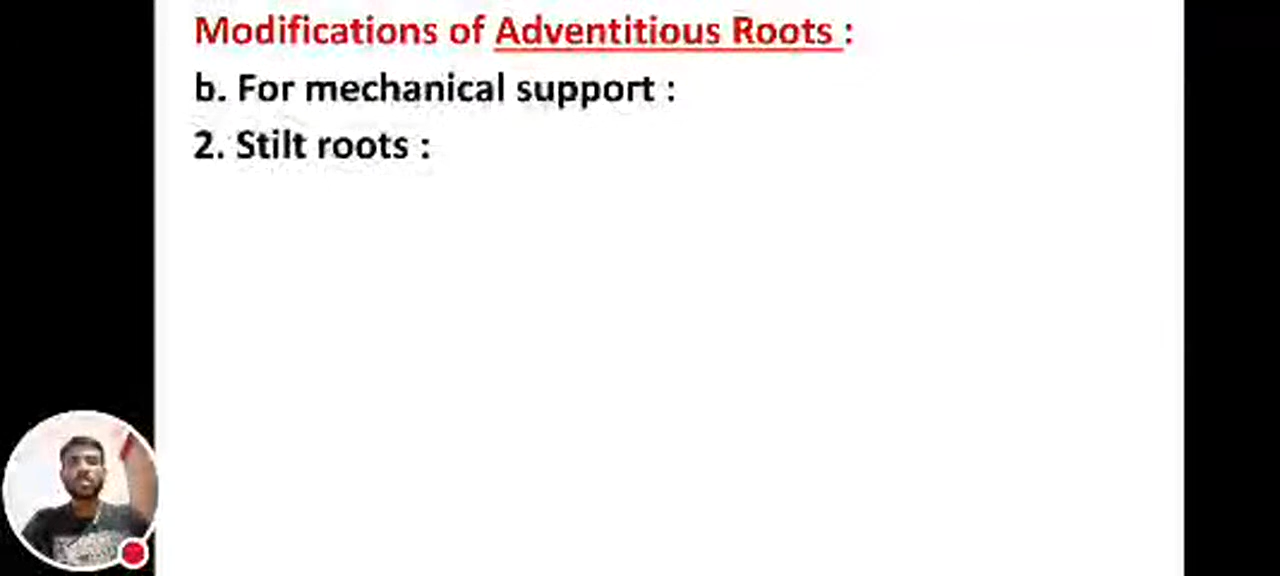 Modifications of Adventitious Roots :
b. For mechanical support :
2. Stilt roots :